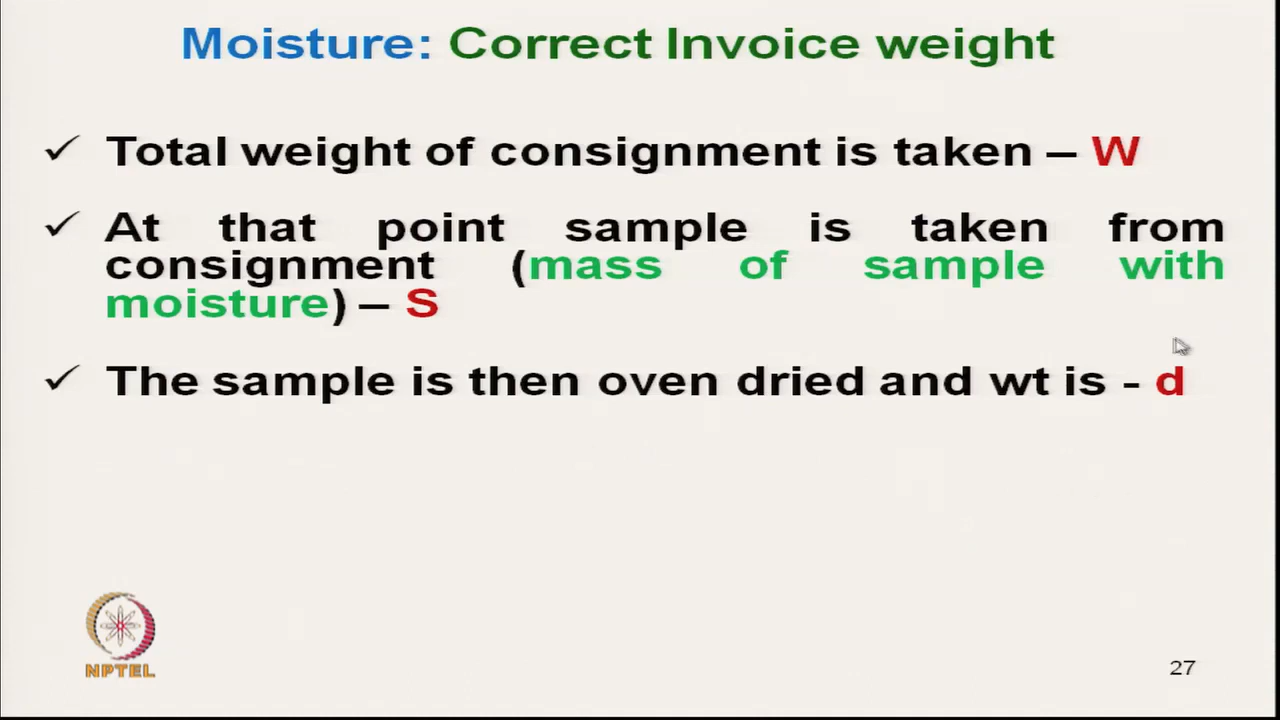 Moisture: Correct Invoice weight
✓ Total weight of consignment is taken – W
✓ At that point sample is taken from
consignment (mass of sample with
moisture) – S
✓ The sample is then oven dried and wt is - d
NPTEL
27